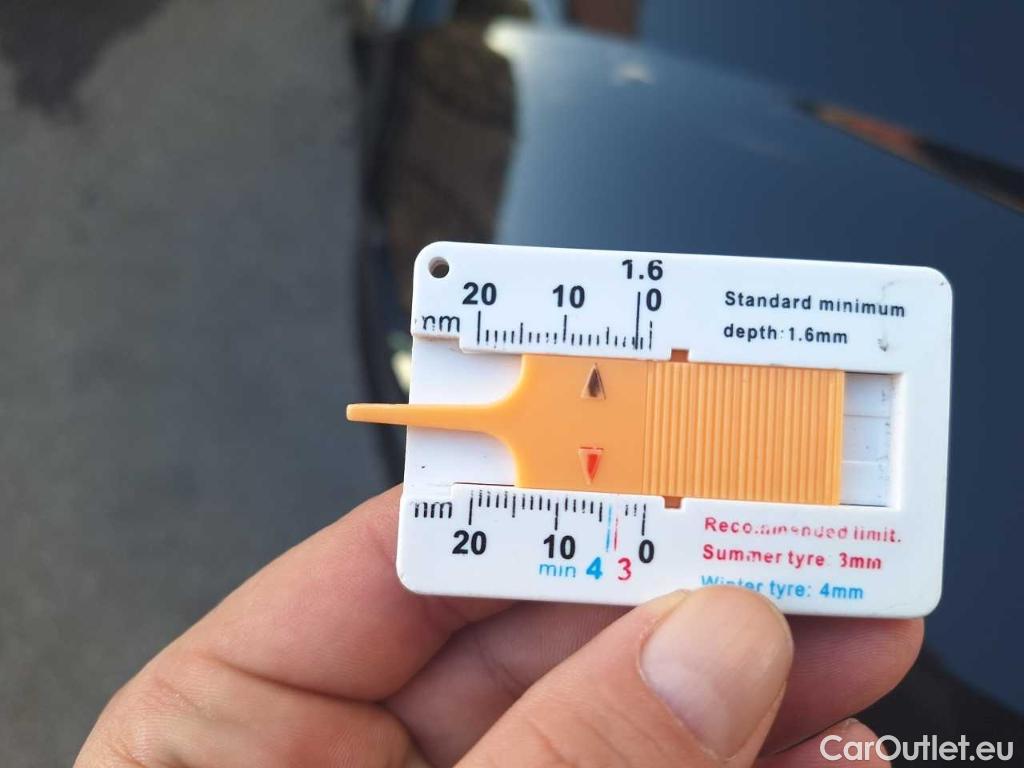 1.6
20 10 0
mm
Standard minimum
depth:1.6mm
mm
20 10 0
min 4 3
Recommended limit.
Summer tyre: 3mm
Winter tyre: 4mm
CarOutlet.eu